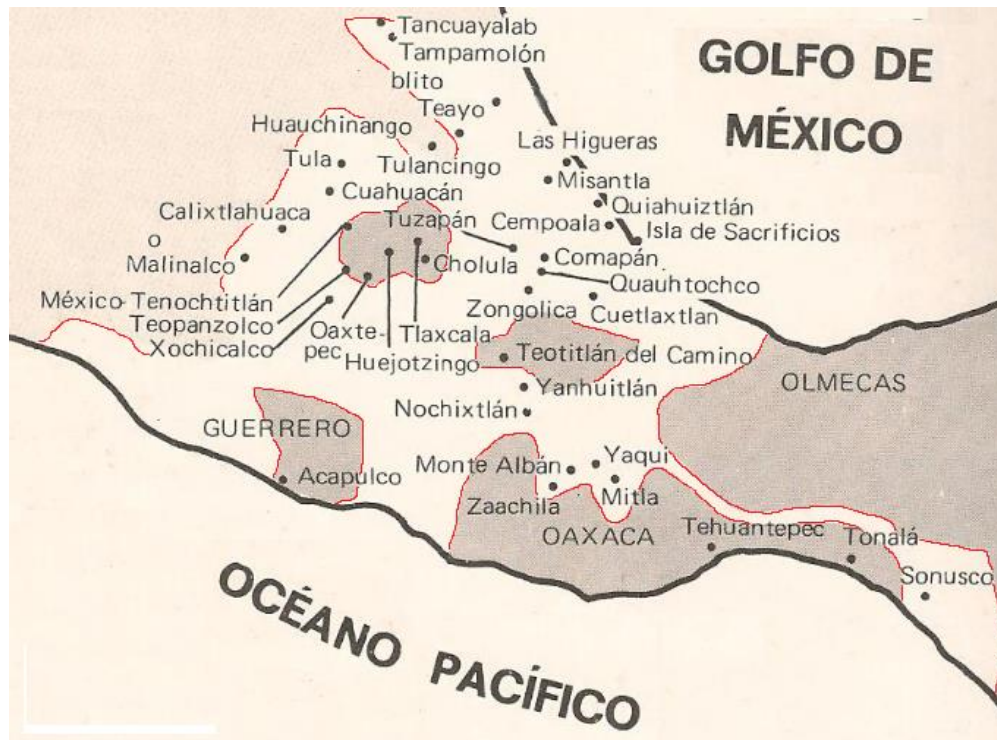 Tancuayalab
Tampamolón
blito
Teayo
GOLFO DE
MÉXICO
Huauchinango
Las Higueras
Tula
Tulancingo
Misantla
Cuahuacán
Quiahuiztlán
Calixtlahuaca
Tuzapán
Cempoala
Isla de Sacrificios
o
Malinalco
Cholula
Comapán
Quauhtochco
México-Tenochtitlán
Zongolica
Cuetlaxtlan
Teopanzolco
Oaxte-
pec
Tlaxcala
Xochicalco
Huejotzingo
Teotitlán del Camino
OLMECAS
Yanhuitlán
Nochixtlán
GUERRERO
Acapulco
Monte Albán
Yaqui
Zaachila
Mitla
OAXACA
Tehuantepec
Tonalá
Sonusco
OCÉANO PACÍFICO